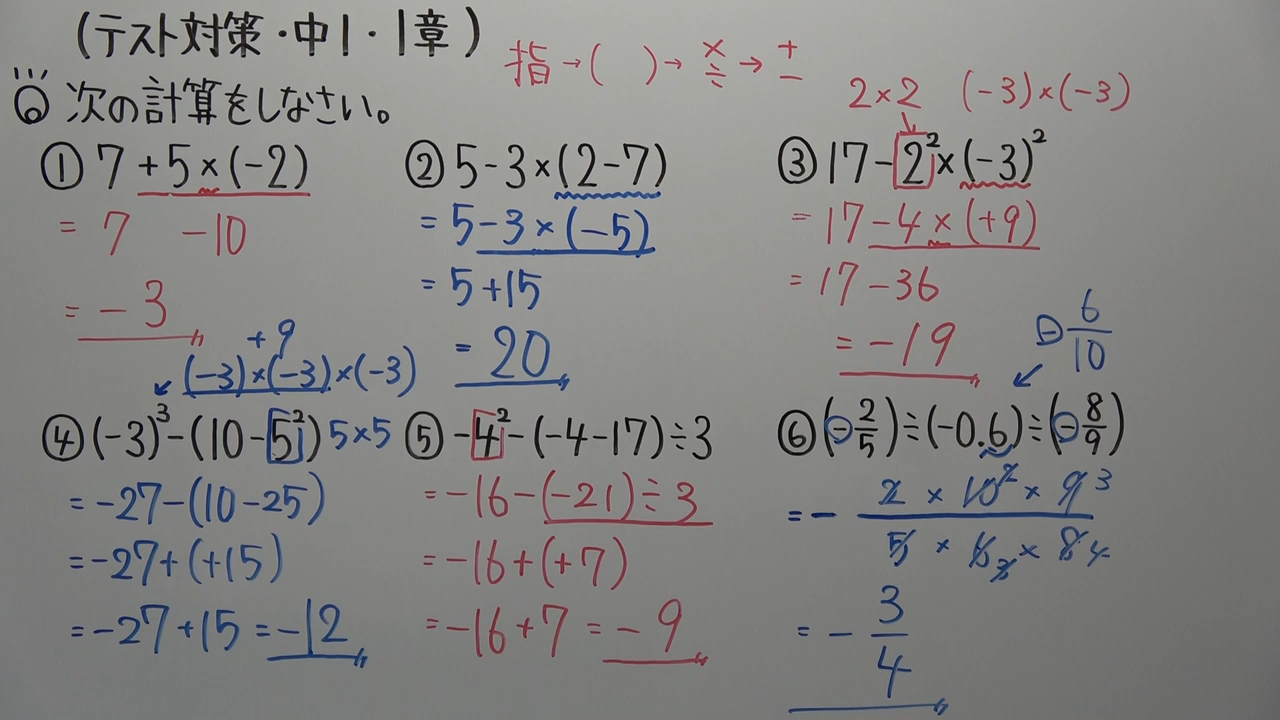 (テスト対策・中1・1章)
指→( )→×÷→+−
Q 次の計算をしなさい。
① 7+5×(-2)
= 7 -10
= -3
② 5-3×(2-7)
= 5-3×(-5)
= 5+15
= 20
2×2 (-3)×(-3)
③ 17-2²×(-3)²
= 17-4×(+9)
= 17-36
= -19
+9
(-3)×(-3)×(-3)
④ (-3)³-(10-5²) 5×5
= -27-(10-25)
= -27+(+15)
= -27+15 = -12
⑤ -4²-(-4-17)÷3
= -16-(-21)÷3
= -16+(+7)
= -16+7 = -9
- 6/10
⑥ (-2/5)÷(-0.6)÷(-8/9)
= - 2 × 10 2 × 9 3 / 5 × 6 2 × 8 4
= - 3/4